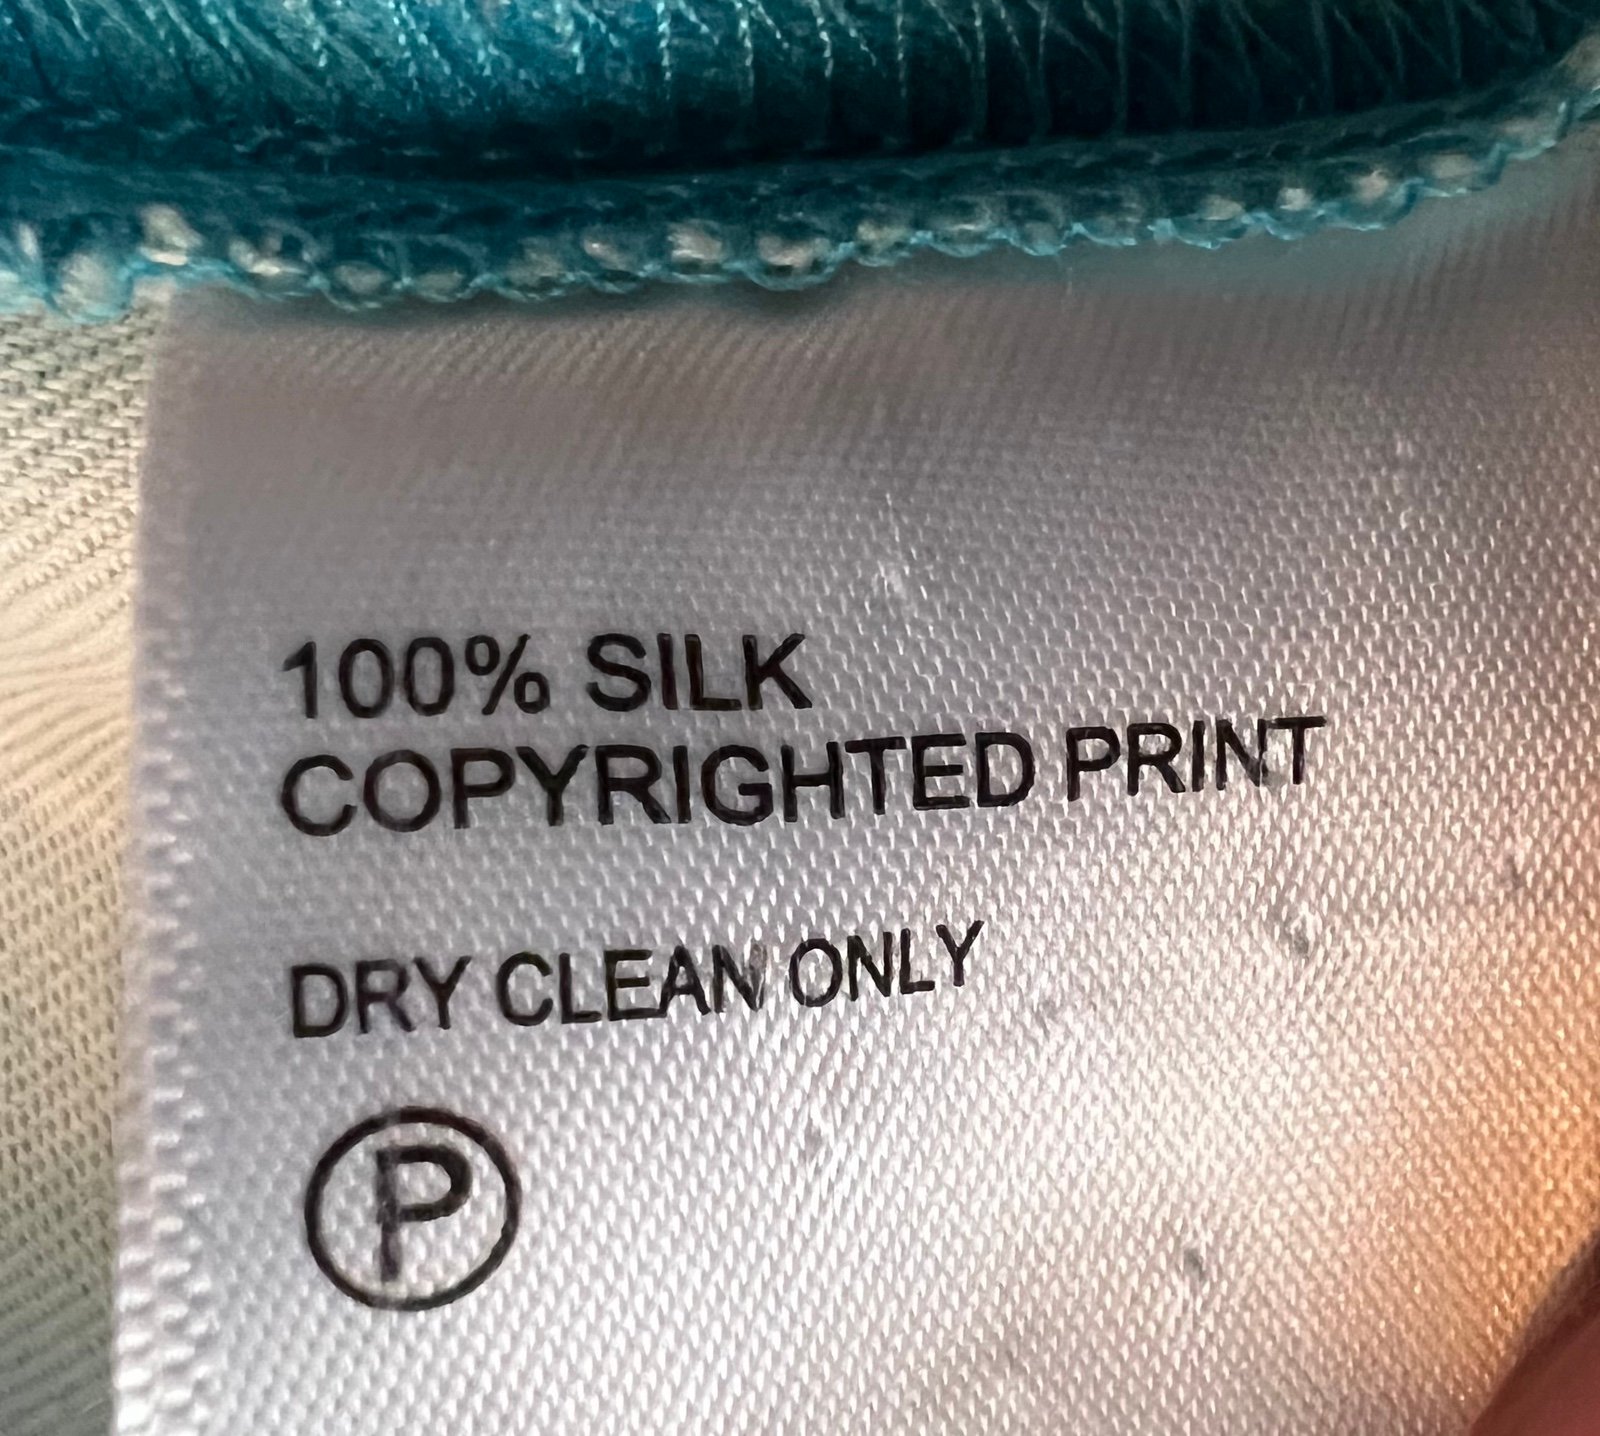 100% SILK
COPYRIGHTED PRINT
DRY CLEAN ONLY
P